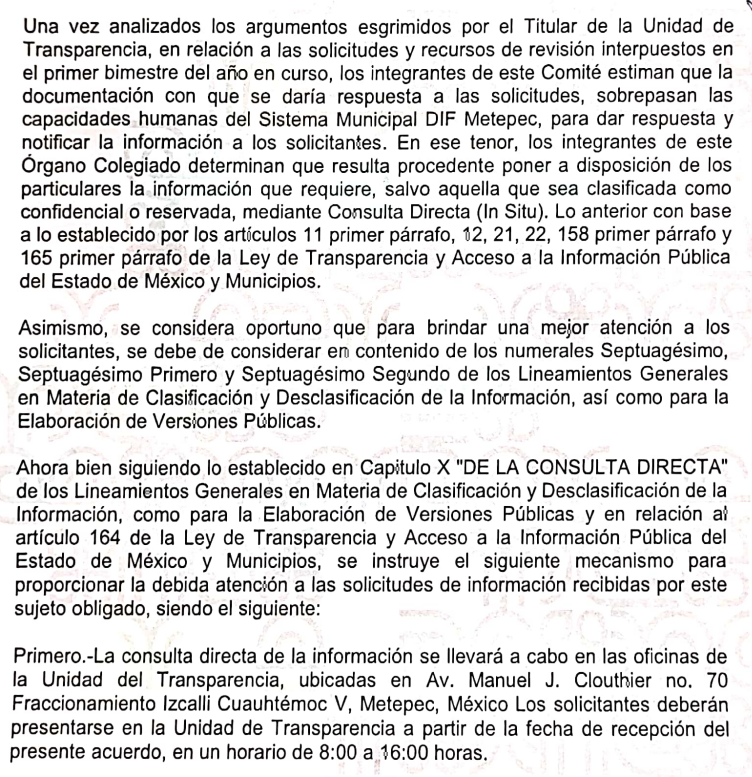 Una vez analizados los argumentos esgrimidos por el Titular de la Unidad de
Transparencia, en relación a las solicitudes y recursos de revisión interpuestos en
el primer bimestre del año en curso, los integrantes de este Comité estiman que la
documentación con que se daría respuesta a las solicitudes, sobrepasan las
capacidades humanas del Sistema Municipal DIF Metepec, para dar respuesta y
notificar la información a los solicitantes. En ese tenor, los integrantes de este
Órgano Colegiado determinan que resulta procedente poner a disposición de los
particulares la información que requiere, salvo aquella que sea clasificada como
confidencial o reservada, mediante Consulta Directa (In Situ). Lo anterior con base
a lo establecido por los artículos 11 primer párrafo, 12, 21, 22, 158 primer párrafo y
165 primer párrafo de la Ley de Transparencia y Acceso a la Información Pública
del Estado de México y Municipios.
Asimismo, se considera oportuno que para brindar una mejor atención a los
solicitantes, se debe de considerar en contenido de los numerales Septuagésimo,
Septuagésimo Primero y Septuagésimo Segundo de los Lineamientos Generales
en Materia de Clasificación y Desclasificación de la Información, así como para la
Elaboración de Versiones Públicas.
Ahora bien siguiendo lo establecido en Capítulo X "DE LA CONSULTA DIRECTA"
de los Lineamientos Generales en Materia de Clasificación y Desclasificación de la
Información, como para la Elaboración de Versiones Públicas y en relación al
artículo 164 de la Ley de Transparencia y Acceso a la Información Pública del
Estado de México y Municipios, se instruye el siguiente mecanismo para
proporcionar la debida atención a las solicitudes de información recibidas por este
sujeto obligado, siendo el siguiente:
Primero.-La consulta directa de la información se llevará a cabo en las oficinas de
la Unidad del Transparencia, ubicadas en Av. Manuel J. Clouthier no. 70
Fraccionamiento Izcalli Cuauhtémoc V, Metepec, México Los solicitantes deberán
presentarse en la Unidad de Transparencia a partir de la fecha de recepción del
presente acuerdo, en un horario de 8:00 a 16:00 horas.